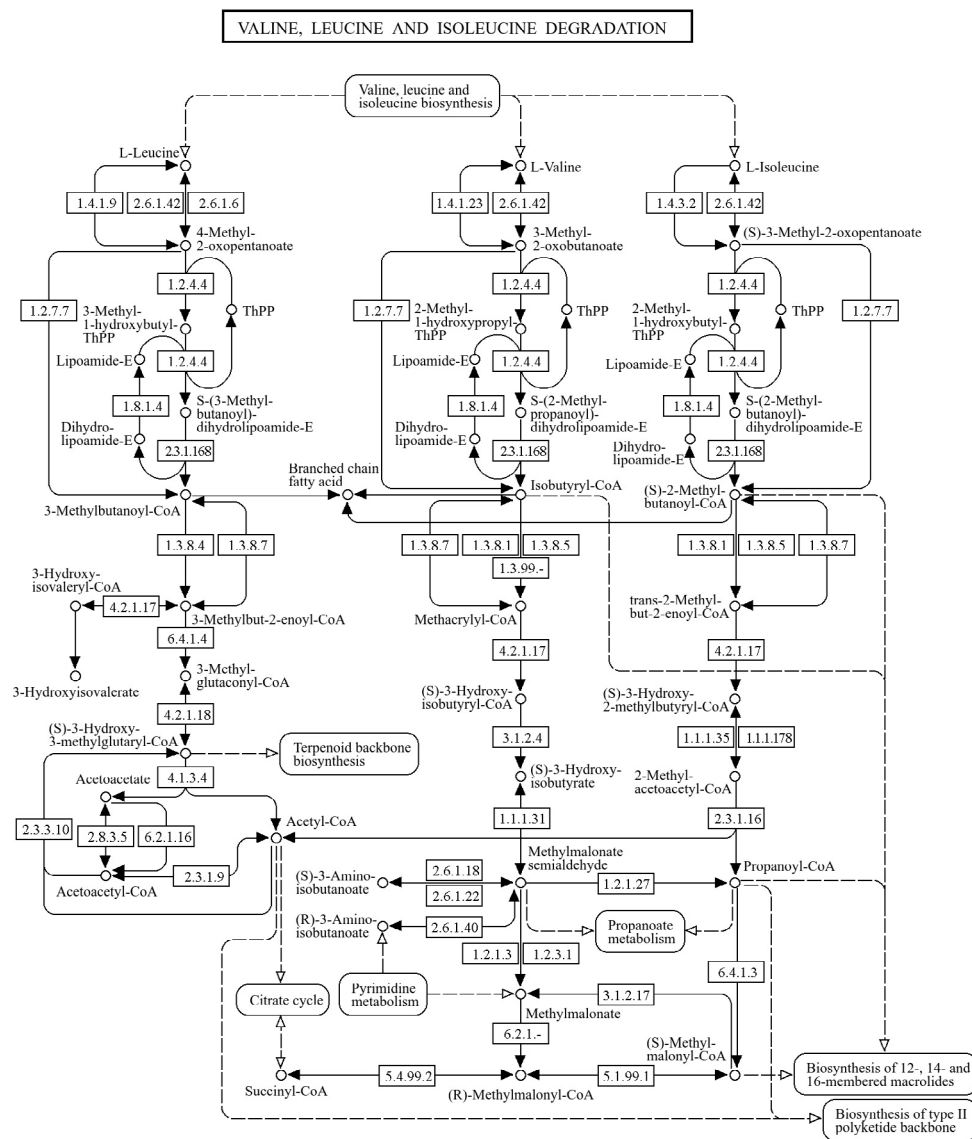 VALINE, LEUCINE AND ISOLEUCINE DEGRADATION
Valine, leucine and
isoleucine biosynthesis
L-Leucine
L-Valine
L-Isoleucine
1.4.1.9
2.6.1.42
2.6.1.6
1.4.1.23
2.6.1.42
1.4.3.2
2.6.1.42
4-Methyl-
2-oxopentanoate
3-Methyl-
2-oxobutanoate
(S)-3-Methyl-2-oxopentanoate
1.2.4.4
1.2.4.4
1.2.4.4
1.2.7.7
1.2.7.7
1.2.7.7
3-Methyl-
1-hydroxybutyl-
ThPP
ThPP
2-Methyl-
1-hydroxypropyl-
ThPP
ThPP
2-Methyl-
1-hydroxybutyl-
ThPP
ThPP
Lipoamide-E
1.2.4.4
Lipoamide-E
1.2.4.4
Lipoamide-E
1.2.4.4
1.8.1.4
1.8.1.4
1.8.1.4
S-(3-Methyl-
butanoyl)-
dihydrolipoamide-E
S-(2-Methyl-
propanoyl)-
dihydrolipoamide-E
S-(2-Methyl-
butanoyl)-
dihydrolipoamide-E
Dihydro-
lipoamide-E
Dihydro-
lipoamide-E
Dihydro-
lipoamide-E
2.3.1.168
2.3.1.168
2.3.1.168
Branched chain
fatty acid
3-Methylbutanoyl-CoA
Isobutyryl-CoA
(S)-2-Methyl-
butanoyl-CoA
1.3.8.4
1.3.8.7
1.3.8.7
1.3.8.1
1.3.8.5
1.3.99.-
1.3.8.1
1.3.8.5
1.3.8.7
3-Hydroxy-
isovaleryl-CoA
4.2.1.17
3-Methylbut-2-enoyl-CoA
Methacrylyl-CoA
trans-2-Methyl-
but-2-enoyl-CoA
6.4.1.4
4.2.1.17
4.2.1.17
3-Hydroxyisovalerate
3-Methyl-
glutaconyl-CoA
(S)-3-Hydroxy-
isobutyryl-CoA
(S)-3-Hydroxy-
2-methylbutyryl-CoA
4.2.1.18
(S)-3-Hydroxy-
3-methylglutaryl-CoA
Terpenoid backbone
biosynthesis
3.1.2.4
1.1.1.35
1.1.1.178
4.1.3.4
Acetoacetate
(S)-3-Hydroxy-
isobutyrate
2-Methyl-
acetoacetyl-CoA
2.3.3.10
2.8.3.5
6.2.1.16
Acetyl-CoA
1.1.1.31
2.3.1.16
2.3.1.9
Acetoacetyl-CoA
Methylmalonate
semialdehyde
Propanoyl-CoA
(S)-3-Amino-
isobutanoate
2.6.1.18
2.6.1.22
1.2.1.27
(R)-3-Amino-
isobutanoate
2.6.1.40
Propanoate
metabolism
1.2.1.3
1.2.3.1
6.4.1.3
Citrate cycle
Pyrimidine
metabolism
3.1.2.17
Methylmalonate
6.2.1.-
(S)-Methyl-
malonyl-CoA
Succinyl-CoA
5.4.99.2
(R)-Methylmalonyl-CoA
5.1.99.1
Biosynthesis of 12-, 14- and
16-membered macrolides
Biosynthesis of type II
polyketide backbone